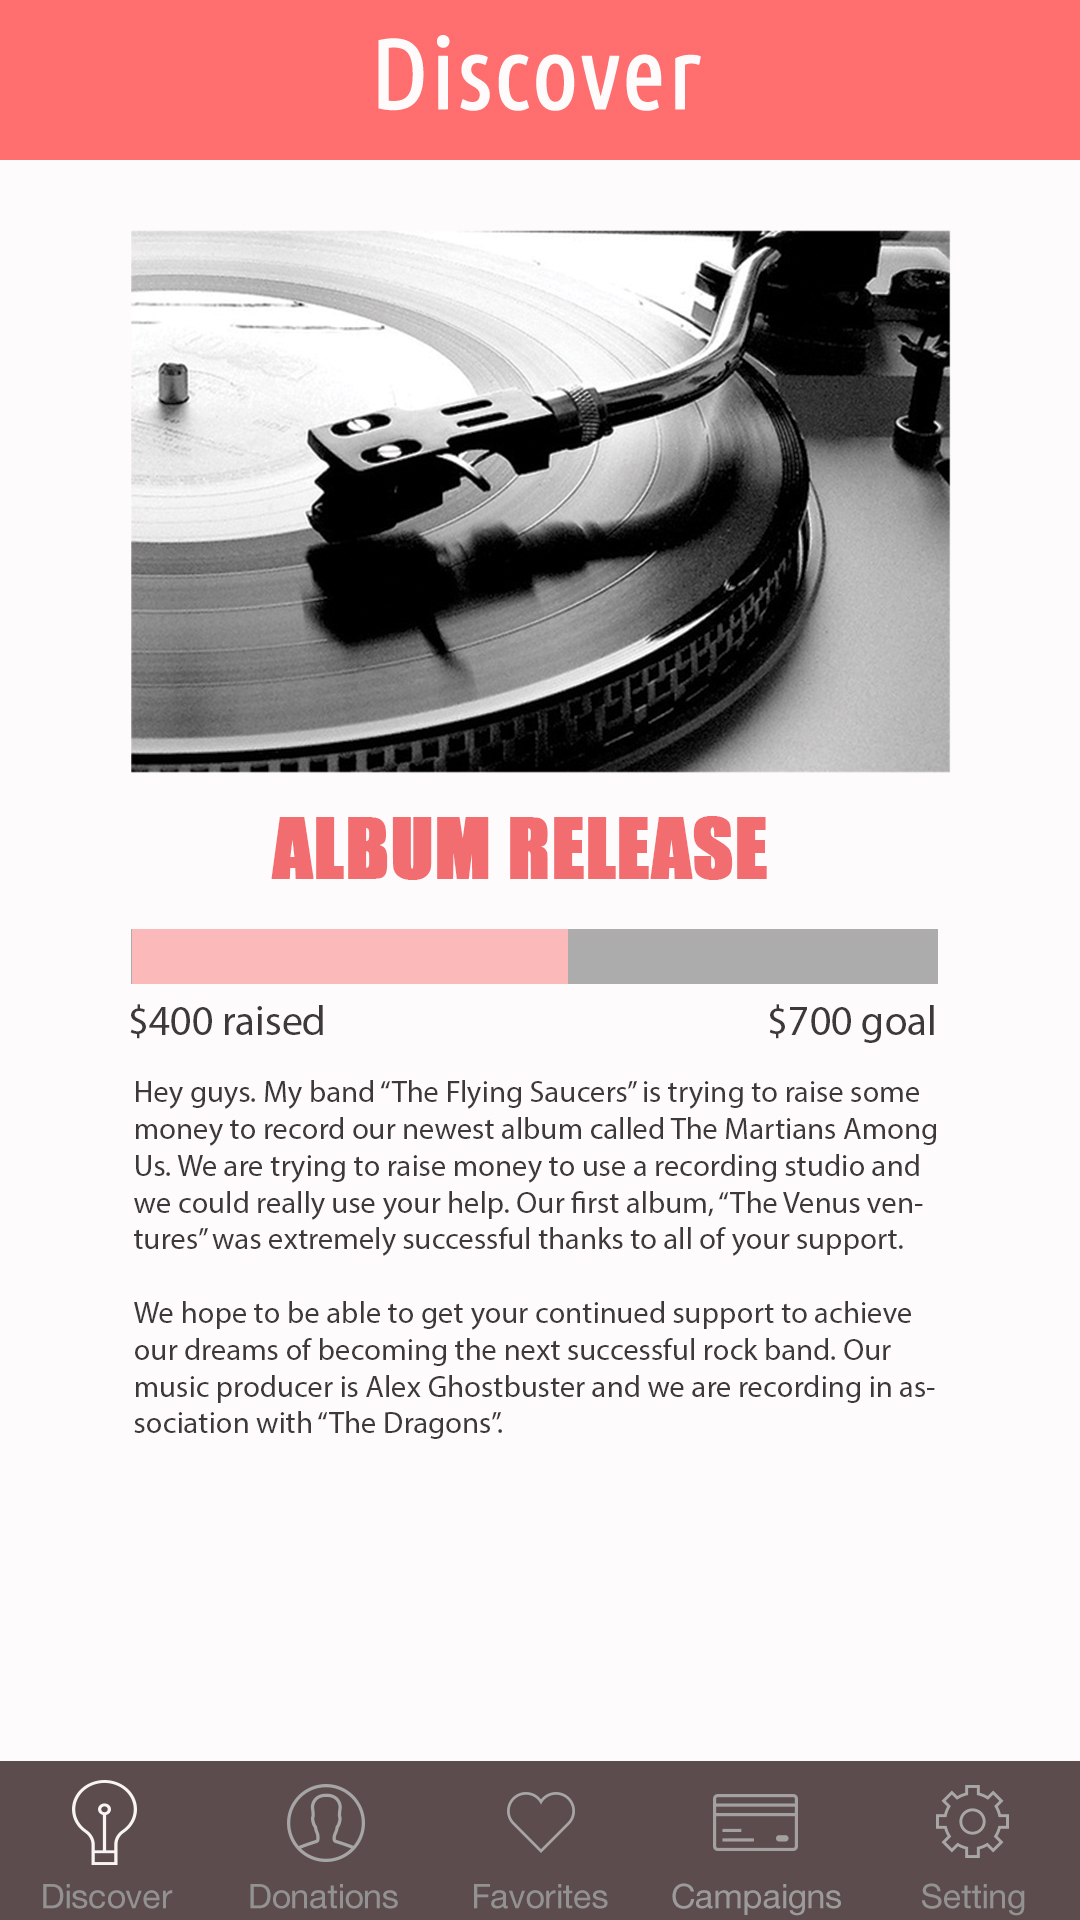 Discover
ALBUM RELEASE
$400 raised
$700 goal
Hey guys. My band “The Flying Saucers” is trying to raise some
money to record our newest album called The Martians Among
Us. We are trying to raise money to use a recording studio and
we could really use your help. Our first album, “The Venus ven-
tures” was extremely successful thanks to all of your support.
We hope to be able to get your continued support to achieve
our dreams of becoming the next successful rock band. Our
music producer is Alex Ghostbuster and we are recording in as-
sociation with “The Dragons”.
Discover
Donations
Favorites
Campaigns
Setting